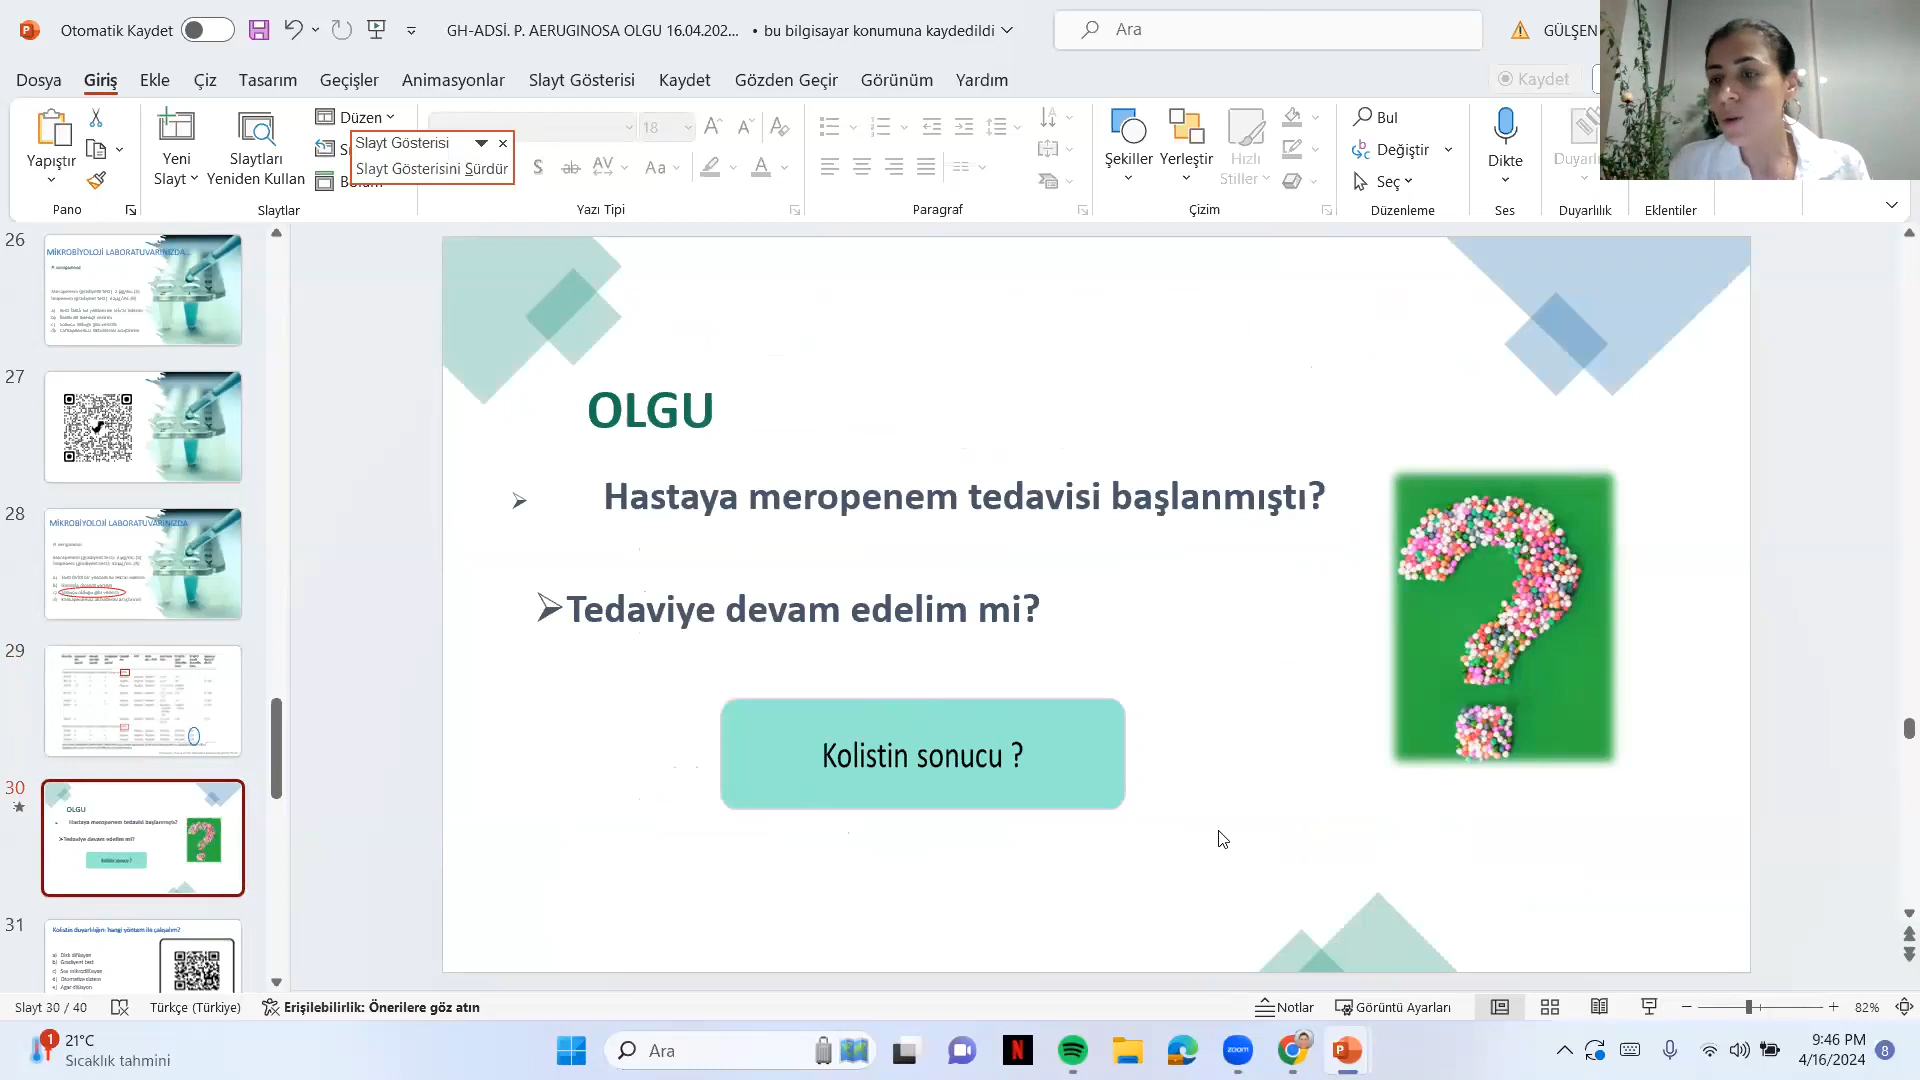 Otomatik Kaydet
GH-ADSİ. P. AERUGINOSA OLGU 16.04.202... • bu bilgisayar konumuna kaydedildi
Ara
GÜLŞEN
Dosya Giriş Ekle Çiz Tasarım Geçişler Animasyonlar Slayt Gösterisi Kaydet Gözden Geçir Görünüm Yardım
Kaydet
Yapıştır
Yeni Slayt
Slaytları Yeniden Kullan
Düzen
Slayt Gösterisi
Slayt Gösterisini Sürdür
18
Aa
Şekiller
Yerleştir
Hızlı Stiller
Bul
Değiştir
Seç
Dikte
Pano
Slaytlar
Yazı Tipi
Paragraf
Çizim
Düzenleme
Ses
Duyarlılık
Eklentiler
26
MİKROBİYOLOJİ LABORATUVARINIZDA...
27
28
MİKROBİYOLOJİ LABORATUVARINIZDA
29
30
OLGU
Hastaya meropenem tedavisi başlanmıştı?
Tedaviye devam edelim mi?
Kolistin sonucu ?
31
Kolistin duyarlılığın hangi yöntem ile çalışalım?
a) Disk difüzyon
b) Gradyent test
c) Sıvı mikrodilüsyon
d) Otomatize sistem
e) Agar dilüsyon
OLGU
➢ Hastaya meropenem tedavisi başlanmıştı?
➢Tedaviye devam edelim mi?
Kolistin sonucu ?
Slayt 30 / 40
Türkçe (Türkiye)
Erişilebilirlik: Önerilere göz atın
Notlar
Görüntü Ayarları
82%
1
21°C
Sıcaklık tahmini
Ara
zoom
9:46 PM
4/16/2024
8